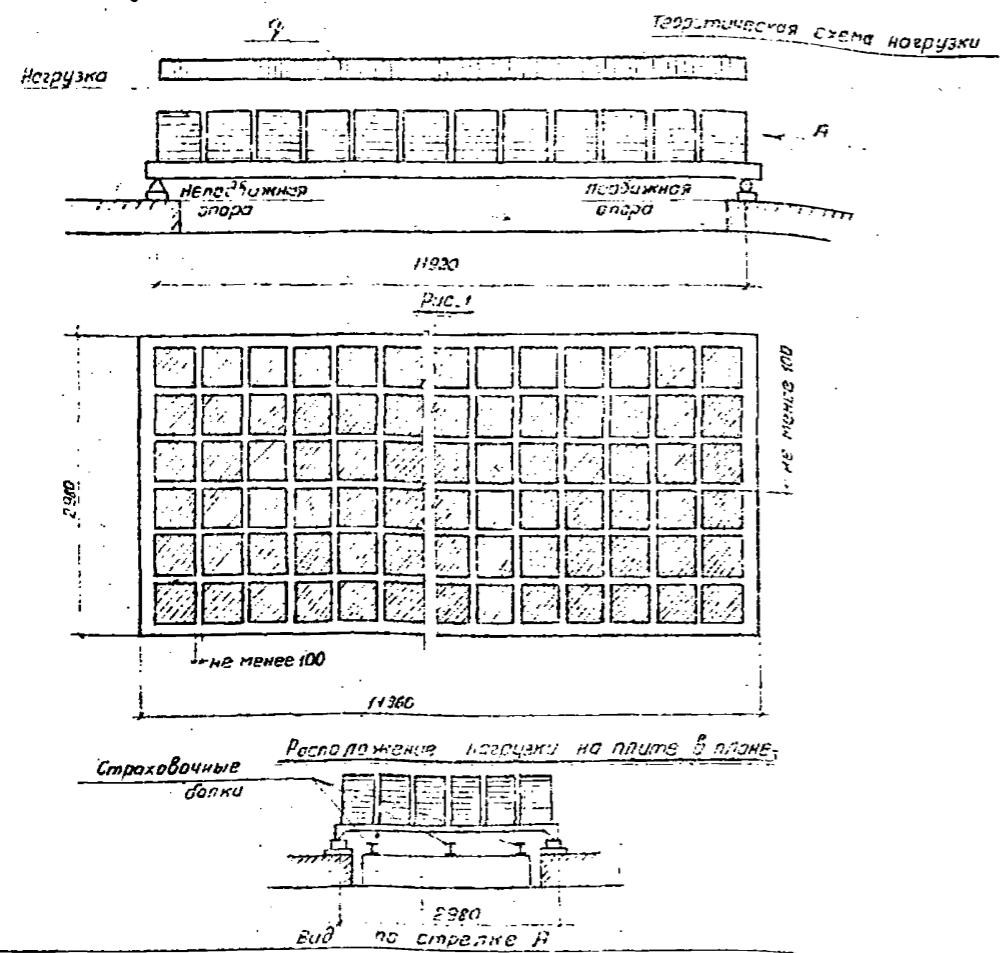 q
Теоретическая схема нагрузки
Нагрузка
А
Неподвижная опора
подвижная опора
11920
Рис. 1
не менее 100
2980
не менее 100
11960
Расположение нагрузки на плите в плане
Страховочные балки
2980
Вид по стрелке А